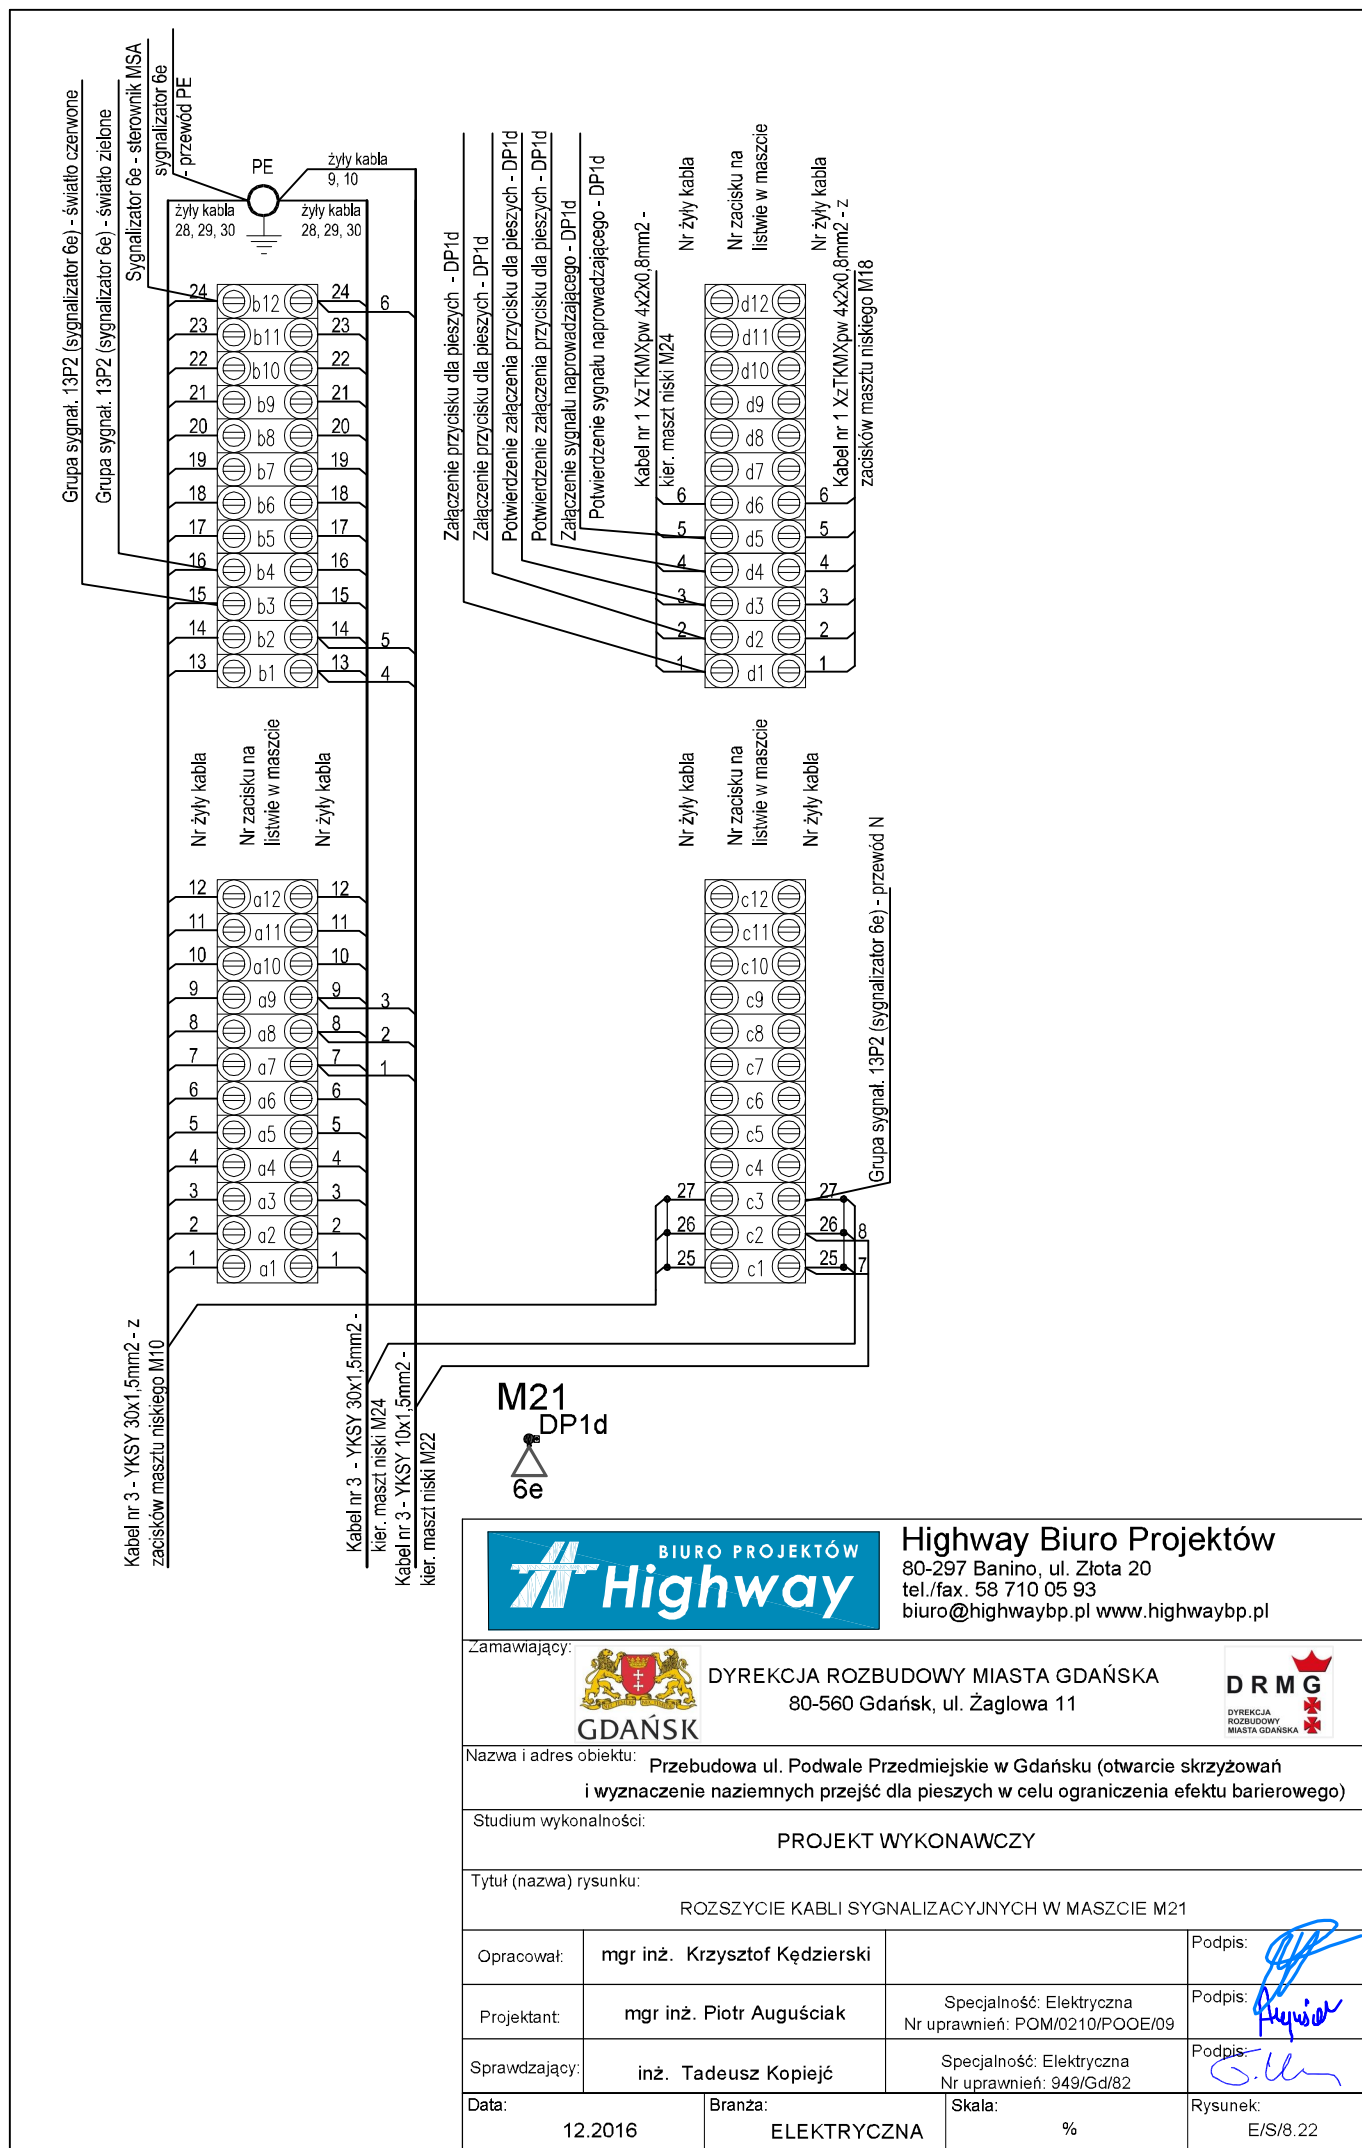 Grupa sygnał. 13P2 (sygnalizator 6e) - światło czerwone
Grupa sygnał. 13P2 (sygnalizator 6e) - światło zielone
Sygnalizator 6e - sterownik MSA
sygnalizator 6e
- przewód PE
PE
żyły kabla
9, 10
żyły kabla
28, 29, 30
żyły kabla
28, 29, 30
24 b12 24 6
23 b11 23
22 b10 22
21 b9 21
20 b8 20
19 b7 19
18 b6 18
17 b5 17
16 b4 16
15 b3 15
14 b2 14 5
13 b1 13 4
Nr żyły kabla
Nr zacisku na
listwie w maszcie
Nr żyły kabla
12 a12 12
11 a11 11
10 a10 10
9 a9 9 3
8 a8 8 2
7 a7 7 1
6 a6 6
5 a5 5
4 a4 4
3 a3 3
2 a2 2
1 a1 1
Kabel nr 3 - YKSY 30x1,5mm2 - z
zacisków masztu niskiego M10
Kabel nr 3 - YKSY 30x1,5mm2 -
kier. maszt niski M24
Kabel nr 3 - YKSY 10x1,5mm2 -
kier. maszt niski M22
Załączenie przycisku dla pieszych - DP1d
Załączenie przycisku dla pieszych - DP1d
Potwierdzenie załączenia przycisku dla pieszych - DP1d
Potwierdzenie załączenia przycisku dla pieszych - DP1d
Załączenie sygnału naprowadzającego - DP1d
Potwierdzenie sygnału naprowadzającego - DP1d
Kabel nr 1 XzTKMXpw 4x2x0,8mm2 -
kier. maszt niski M24
Nr żyły kabla
Nr zacisku na
listwie w maszcie
Nr żyły kabla
Kabel nr 1 XzTKMXpw 4x2x0,8mm2 - z
zacisków masztu niskiego M18
d12
d11
d10
d9
d8
d7
6 d6 6
5 d5 5
4 d4 4
3 d3 3
2 d2 2
1 d1 1
Nr żyły kabla
Nr zacisku na
listwie w maszcie
Nr żyły kabla
Grupa sygnał. 13P2 (sygnalizator 6e) - przewód N
c12
c11
c10
c9
c8
c7
c6
c5
c4
27 c3 27
26 c2 26 8
25 c1 25 7
M21
DP1d
6e
BIURO PROJEKTÓW
Highway
Highway Biuro Projektów
80-297 Banino, ul. Złota 20
tel./fax. 58 710 05 93
biuro@highwaybp.pl www.highwaybp.pl
Zamawiający:
GDAŃSK
DYREKCJA ROZBUDOWY MIASTA GDAŃSKA
80-560 Gdańsk, ul. Żaglowa 11
DRMG
DYREKCJA
ROZBUDOWY
MIASTA GDAŃSKA
Nazwa i adres obiektu:
Przebudowa ul. Podwale Przedmiejskie w Gdańsku (otwarcie skrzyżowań
i wyznaczenie naziemnych przejść dla pieszych w celu ograniczenia efektu barierowego)
Studium wykonalności:
PROJEKT WYKONAWCZY
Tytuł (nazwa) rysunku:
ROZSZYCIE KABLI SYGNALIZACYJNYCH W MASZCIE M21
Opracował: mgr inż. Krzysztof Kędzierski Podpis:
Projektant: mgr inż. Piotr Auguściak Specjalność: Elektryczna Podpis:
Nr uprawnień: POM/0210/POOE/09
Sprawdzający: inż. Tadeusz Kopiejć Specjalność: Elektryczna Podpis:
Nr uprawnień: 949/Gd/82
Data: Branża: Skala: Rysunek:
12.2016 ELEKTRYCZNA % E/S/8.22